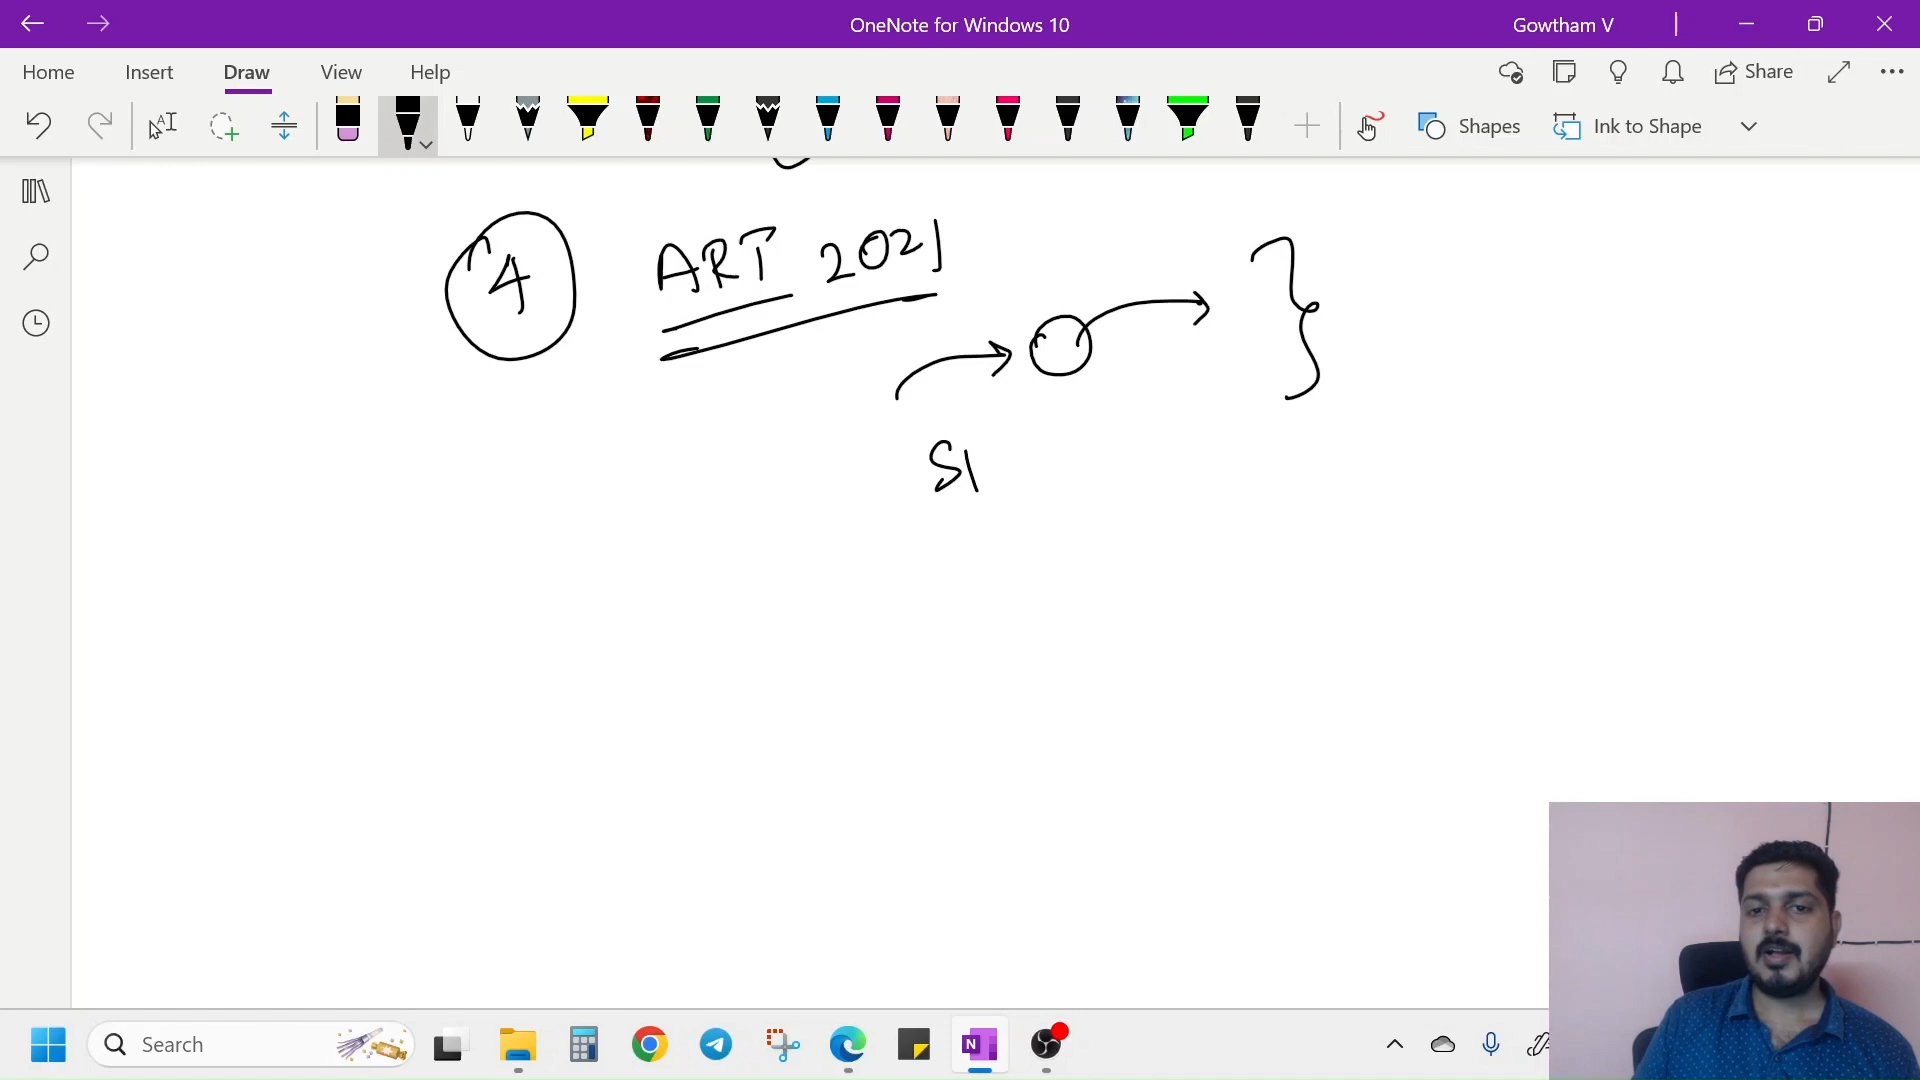 OneNote for Windows 10
Gowtham V
Home Insert Draw View Help
Share
Shapes
Ink to Shape
4 ART 2021
SI
Search